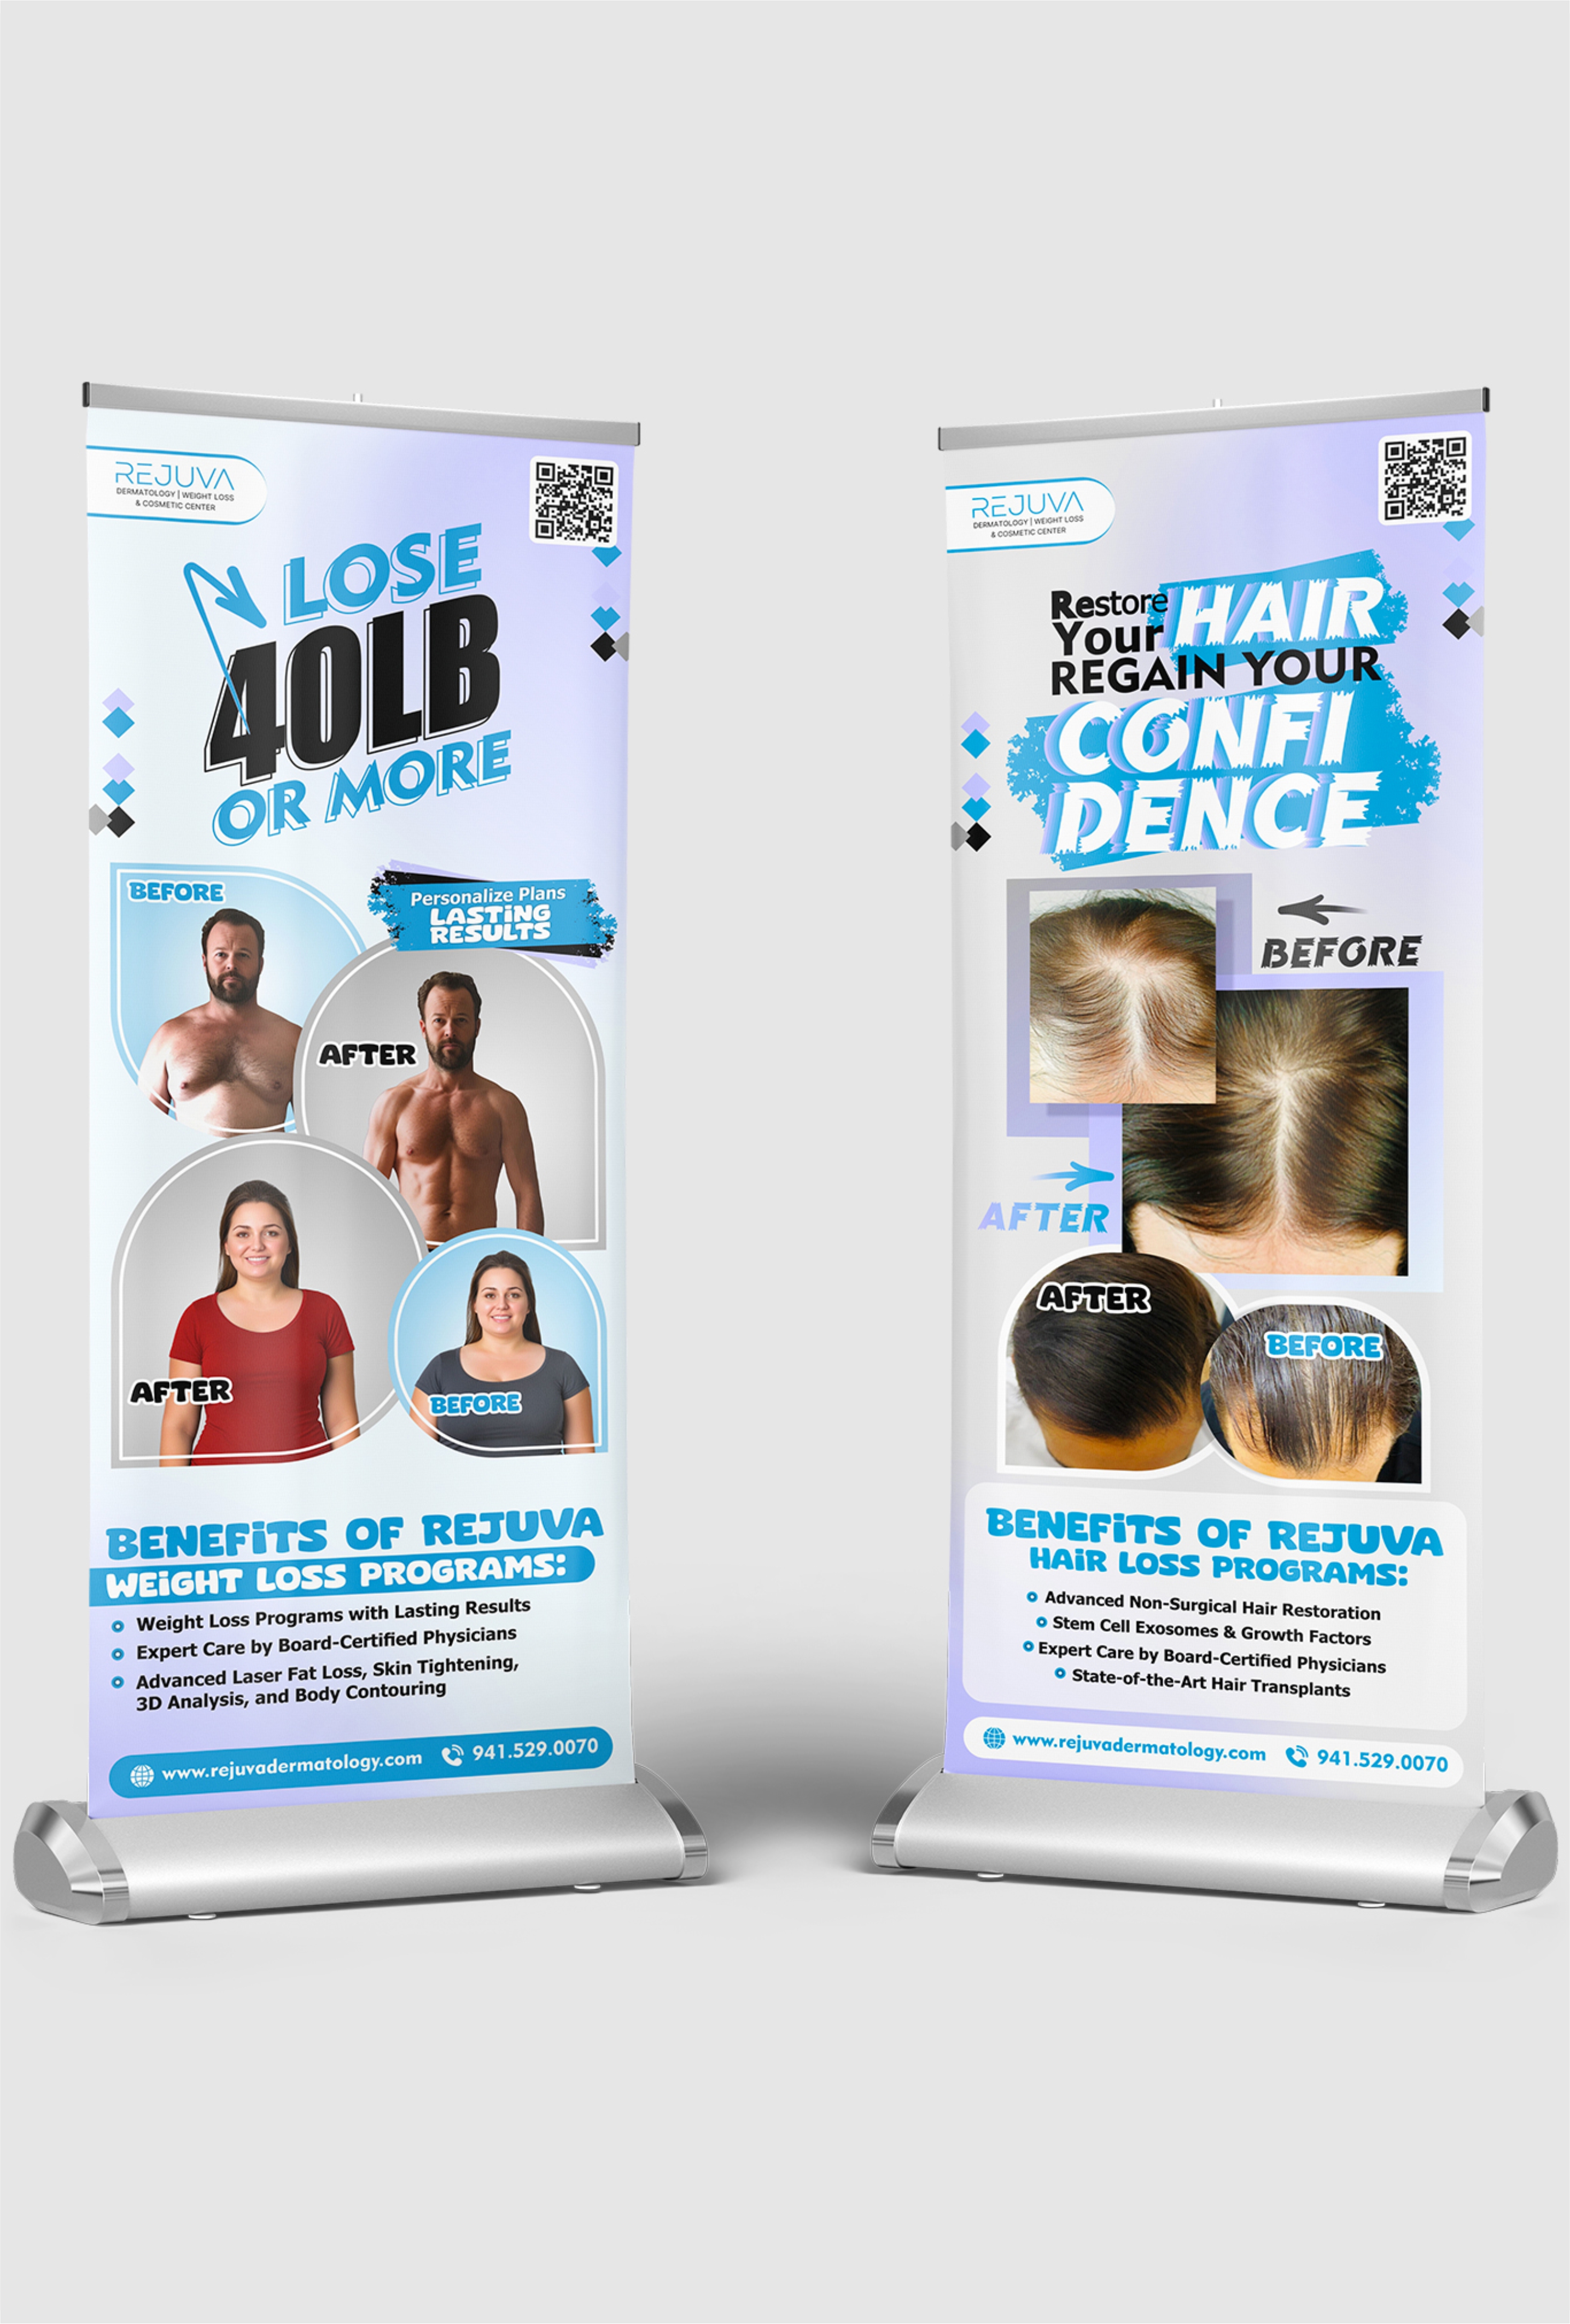 REJUVA
DERMATOLOGY | WEIGHT LOSS
& COSMETIC CENTER
LOSE
40LB
OR MORE
BEFORE
Personalize Plans
LASTING
RESULTS
AFTER
AFTER
BEFORE
BENEFITS OF REJUVA
WEIGHT LOSS PROGRAMS:
Weight Loss Programs with Lasting Results
Expert Care by Board-Certified Physicians
Advanced Laser Fat Loss, Skin Tightening,
3D Analysis, and Body Contouring
www.rejuvadermatology.com 941.529.0070
REJUVA
DERMATOLOGY | WEIGHT LOSS
& COSMETIC CENTER
Restore
Your HAIR
REGAIN YOUR
CONFI
DENCE
BEFORE
AFTER
AFTER
BEFORE
BENEFITS OF REJUVA
HAIR LOSS PROGRAMS:
Advanced Non-Surgical Hair Restoration
Stem Cell Exosomes & Growth Factors
Expert Care by Board-Certified Physicians
State-of-the-Art Hair Transplants
www.rejuvadermatology.com 941.529.0070